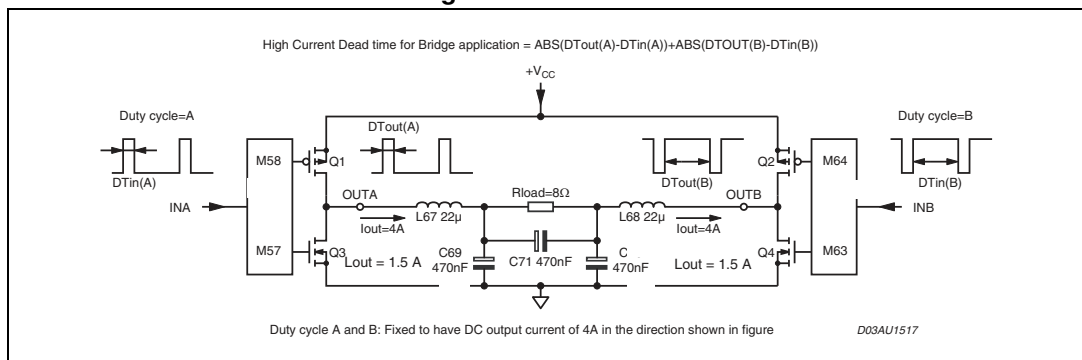 High Current Dead time for Bridge application = ABS(DTout(A)-DTin(A))+ABS(DTOUT(B)-DTin(B))
+VCC
Duty cycle=A
Duty cycle=B
DTout(A)
M58
Q1
Q2
M64
DTin(A)
DTout(B)
DTin(B)
OUTA
Rload=8Ω
OUTB
INA
INB
L67 22µ
L68 22µ
Iout=4A
Iout=4A
M57
Q3
C69
C
Q4
M63
Lout = 1.5 A
470nF
C71 470nF
470nF
Lout = 1.5 A
Duty cycle A and B: Fixed to have DC output current of 4A in the direction shown in figure
D03AU1517